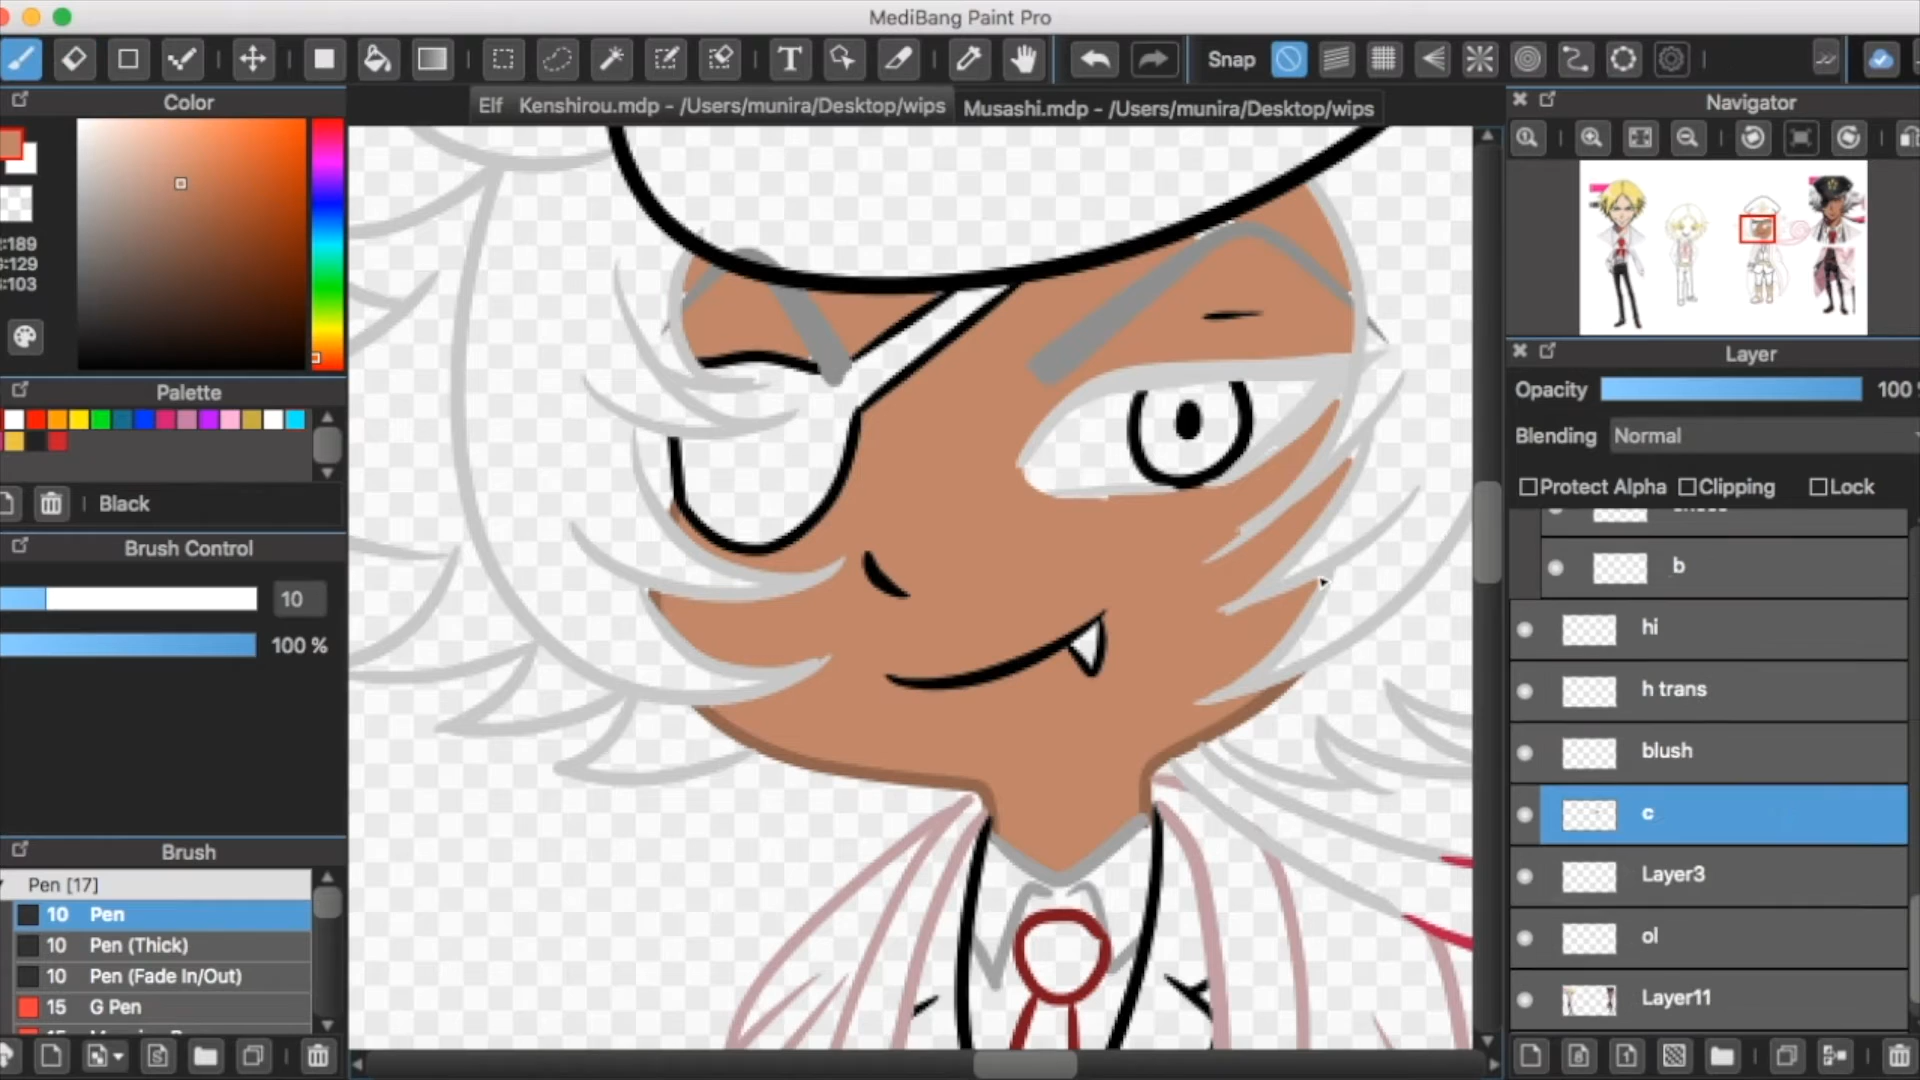 MediBang Paint Pro
T
Snap
Color
Elf Kenshirou.mdp - /Users/munira/Desktop/wips
Musashi.mdp - /Users/munira/Desktop/wips
Navigator
:189
:129
:103
Layer
Opacity 100
Blending Normal
Protect Alpha Clipping Lock
Palette
Black
Brush Control
10
100 %
b
hi
h trans
blush
c
Layer3
ol
Layer11
Brush
Pen [17]
10 Pen
10 Pen (Thick)
10 Pen (Fade In/Out)
15 G Pen